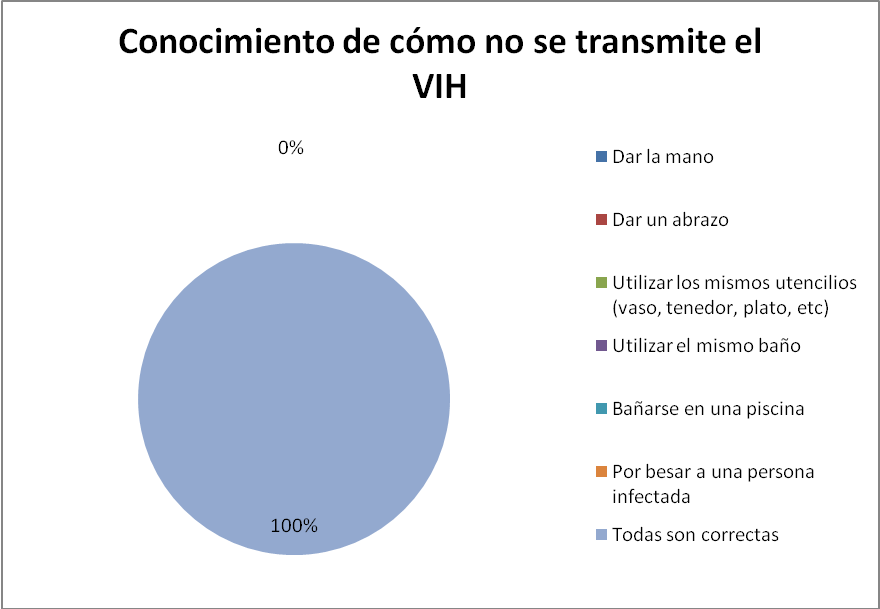 Conocimiento de cómo no se transmite el
VIH
0%
100%
Dar la mano
Dar un abrazo
Utilizar los mismos utencilios
(vaso, tenedor, plato, etc)
Utilizar el mismo baño
Bañarse en una piscina
Por besar a una persona
infectada
Todas son correctas